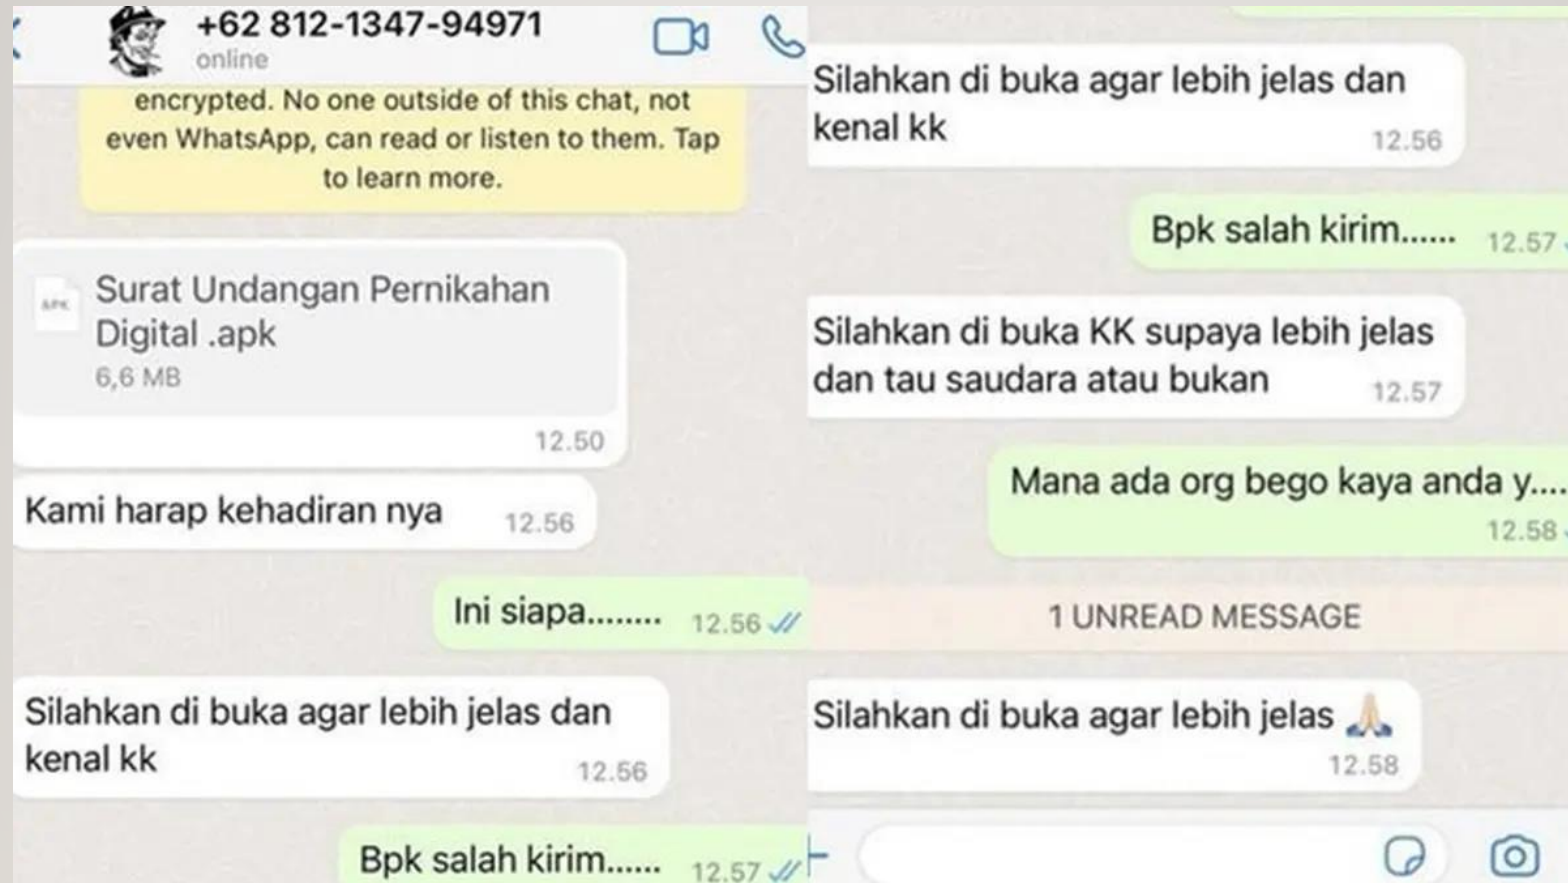 +62 812-1347-94971
online
encrypted. No one outside of this chat, not
even WhatsApp, can read or listen to them. Tap
to learn more.
APK
Surat Undangan Pernikahan
Digital .apk
6,6 MB
12.50
Kami harap kehadiran nya 12.56
Ini siapa........ 12.56
Silahkan di buka agar lebih jelas dan
kenal kk 12.56
Bpk salah kirim...... 12.57
Silahkan di buka agar lebih jelas dan
kenal kk 12.56
Bpk salah kirim...... 12.57
Silahkan di buka KK supaya lebih jelas
dan tau saudara atau bukan 12.57
Mana ada org bego kaya anda y....
12.58
1 UNREAD MESSAGE
Silahkan di buka agar lebih jelas 🙏🏻
12.58